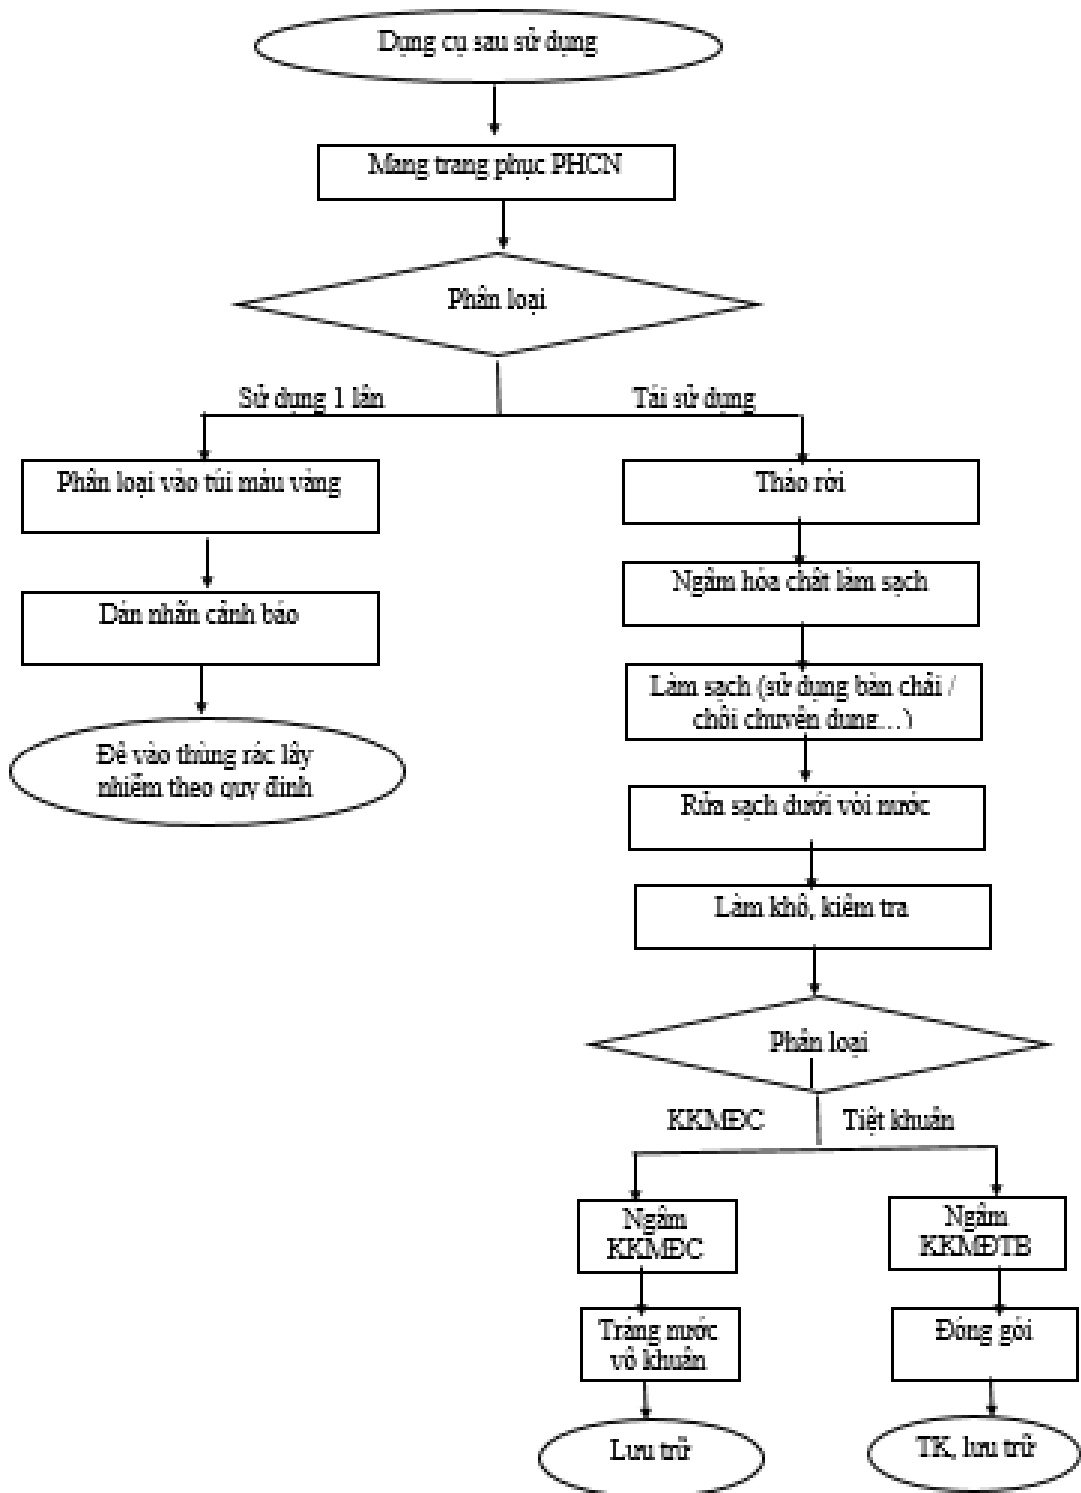 Dụng cụ sau sử dụng
Mang trang phục PHCN
Phân loại
Sử dụng 1 lần
Tái sử dụng
Phân loại vào túi màu vàng
Dán nhãn cảnh báo
Để vào thùng rác lây
nhiễm theo quy định
Tháo rời
Ngâm hóa chất làm sạch
Làm sạch (sử dụng bàn chải /
chổi chuyên dụng…)
Rửa sạch dưới vòi nước
Làm khô, kiểm tra
Phân loại
KKMĐC
Tiệt khuẩn
Ngâm
KKMĐC
Tráng nước
vô khuẩn
Lưu trữ
Ngâm
KKMĐTB
Đóng gói
TK, lưu trữ